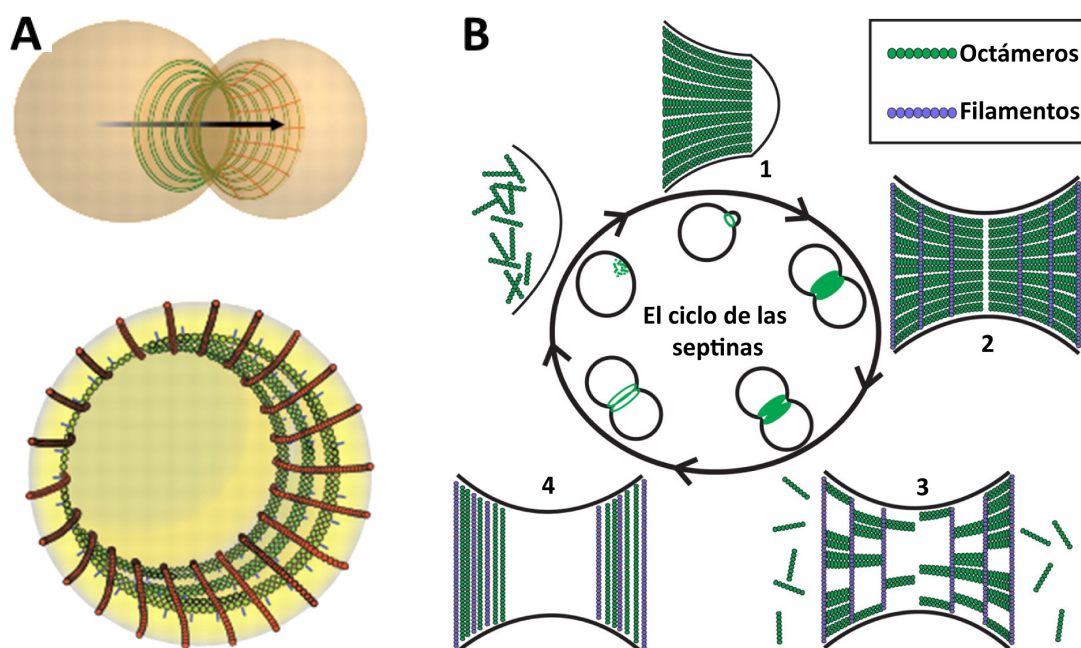 A
B
Octámeros
Filamentos
1
2
El ciclo de las
septinas
4
3